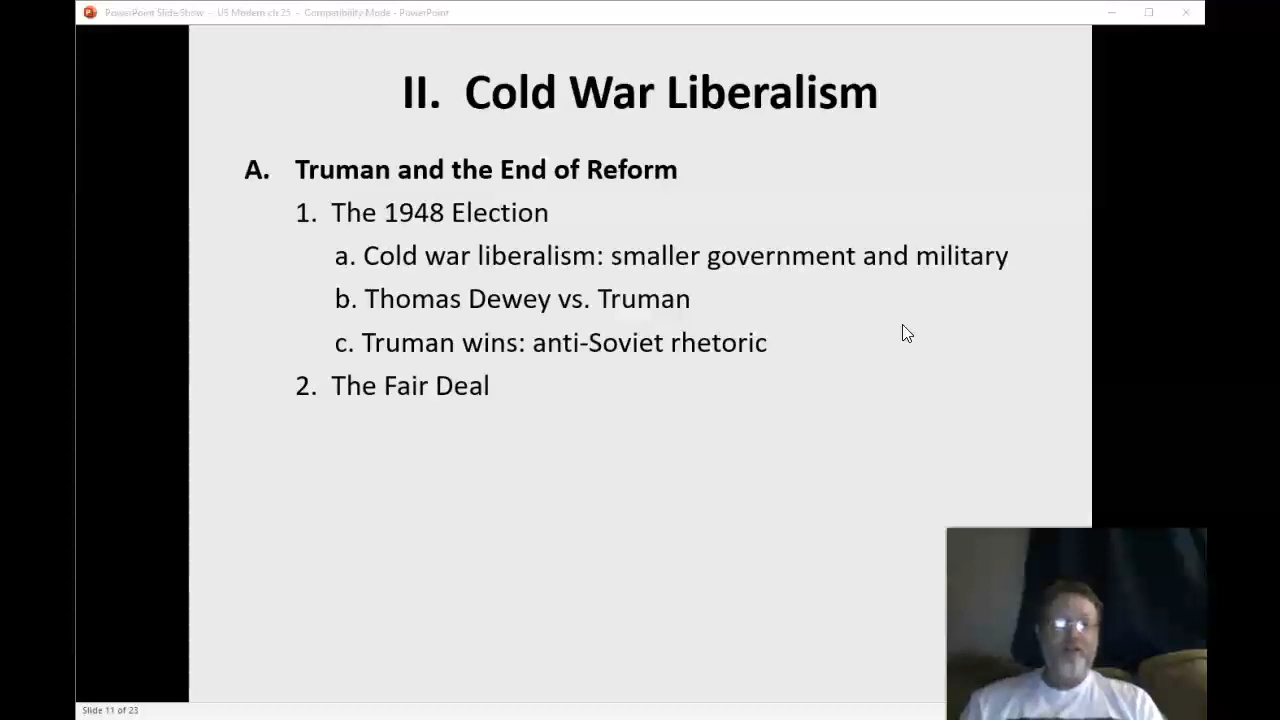 PowerPoint Slide Show - US Modern ch 25 - Compatibility Mode - PowerPoint
II. Cold War Liberalism
A. Truman and the End of Reform
1. The 1948 Election
a. Cold war liberalism: smaller government and military
b. Thomas Dewey vs. Truman
c. Truman wins: anti-Soviet rhetoric
2. The Fair Deal
Slide 11 of 23